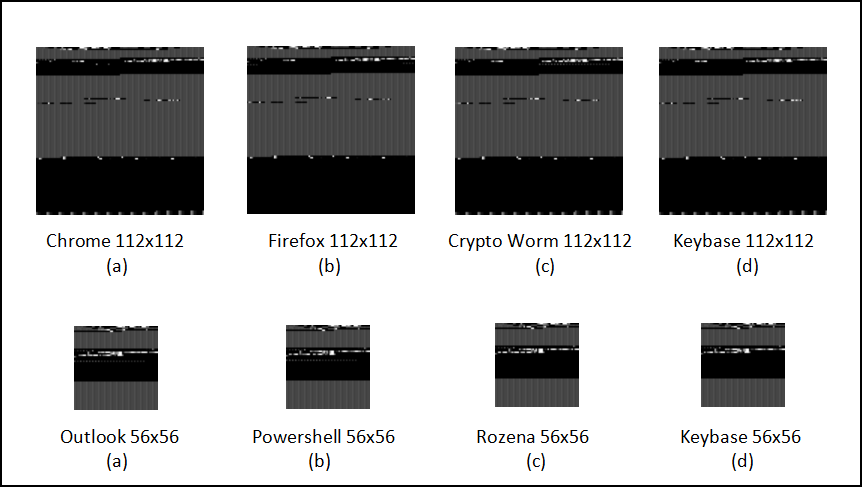 Chrome 112x112
Firefox 112x112
Crypto Worm 112x112
Keybase 112x112
(a)
(b)
(c)
(d)
Outlook 56x56
Powershell 56x56
Rozena 56x56
Keybase 56x56
(a)
(b)
(c)
(d)